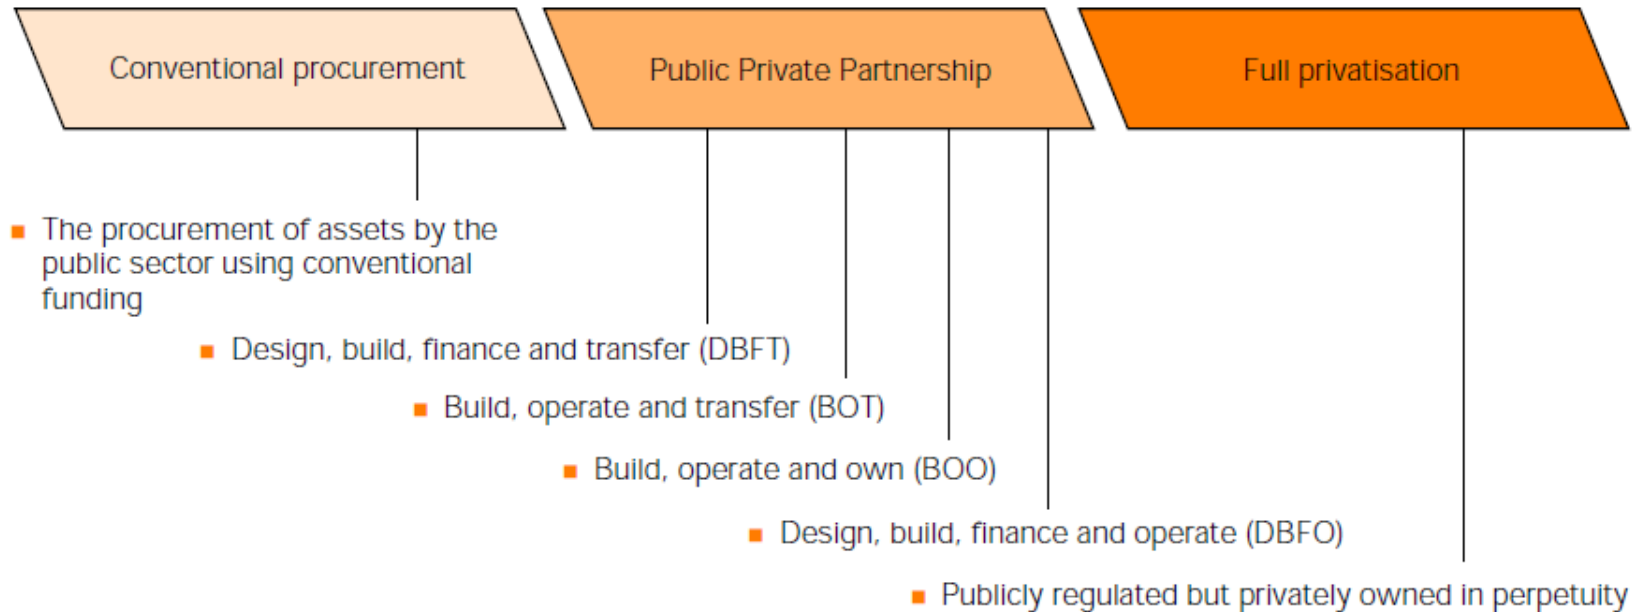 Conventional procurement
Public Private Partnership
Full privatisation
The procurement of assets by the
public sector using conventional
funding
Design, build, finance and transfer (DBFT)
Build, operate and transfer (BOT)
Build, operate and own (BOO)
Design, build, finance and operate (DBFO)
Publicly regulated but privately owned in perpetuity